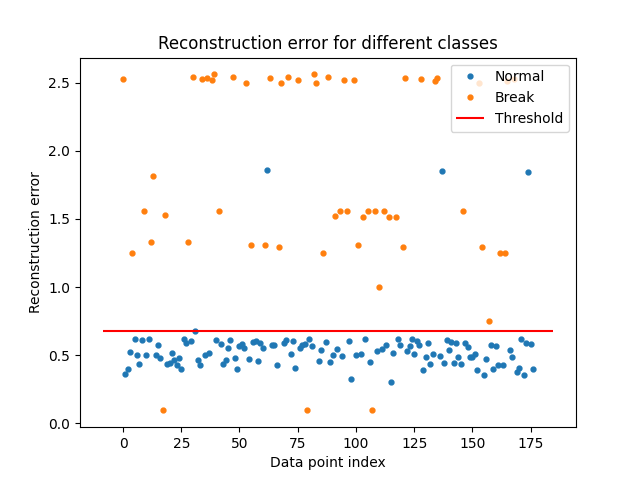 Reconstruction error for different classes
Reconstruction error
2.5
2.0
1.5
1.0
0.5
0.0
Normal
Break
Threshold
0 25 50 75 100 125 150 175
Data point index